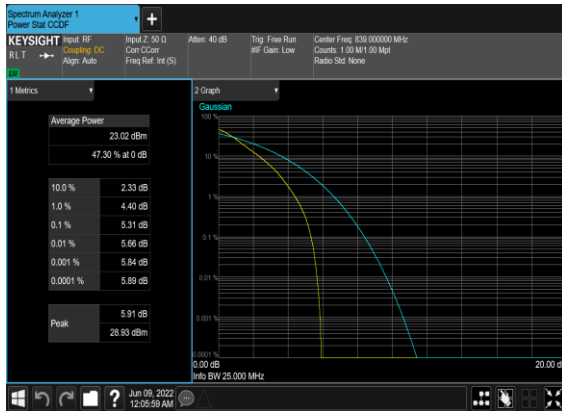 Spectrum Analyzer 1
Power Stat CCDF
KEYSIGHT
R L T
LXI
Input: RF
Coupling: DC
Align: Auto
Input Z: 50 Ω
Corr CCorr
Freq Ref: Int (S)
Atten: 40 dB
Trig: Free Run
#IF Gain: Low
Center Freq: 839.000000 MHz
Counts: 1.00 M/1.00 Mpt
Radio Std: None
1 Metrics
Average Power
23.02 dBm
47.30 % at 0 dB
10.0 % 2.33 dB
1.0 % 4.40 dB
0.1 % 5.31 dB
0.01 % 5.66 dB
0.001 % 5.84 dB
0.0001 % 5.89 dB
Peak
5.91 dB
28.93 dBm
2 Graph
Gaussian
100 %
10 %
1 %
0.1 %
0.01 %
0.001 %
0.0001 %
0.00 dB
20.00 d
Info BW 25.000 MHz
?
Jun 09, 2022
12:05:59 AM